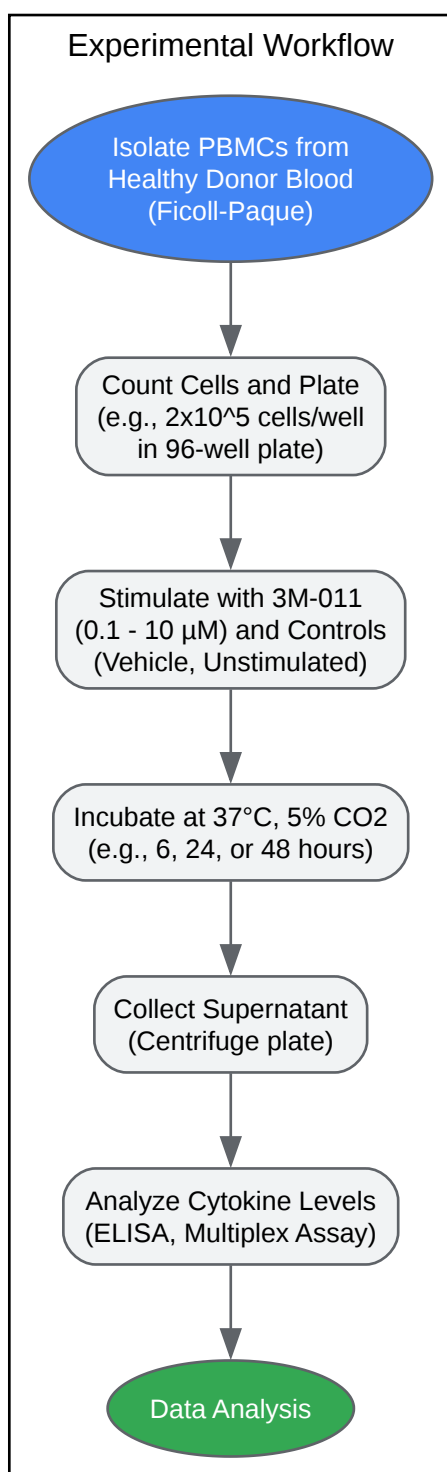 Experimental Workflow
Isolate PBMCs from
Healthy Donor Blood
(Ficoll-Paque)
Count Cells and Plate
(e.g., 2x10^5 cells/well
in 96-well plate)
Stimulate with 3M-011
(0.1 - 10 µM) and Controls
(Vehicle, Unstimulated)
Incubate at 37°C, 5% CO2
(e.g., 6, 24, or 48 hours)
Collect Supernatant
(Centrifuge plate)
Analyze Cytokine Levels
(ELISA, Multiplex Assay)
Data Analysis